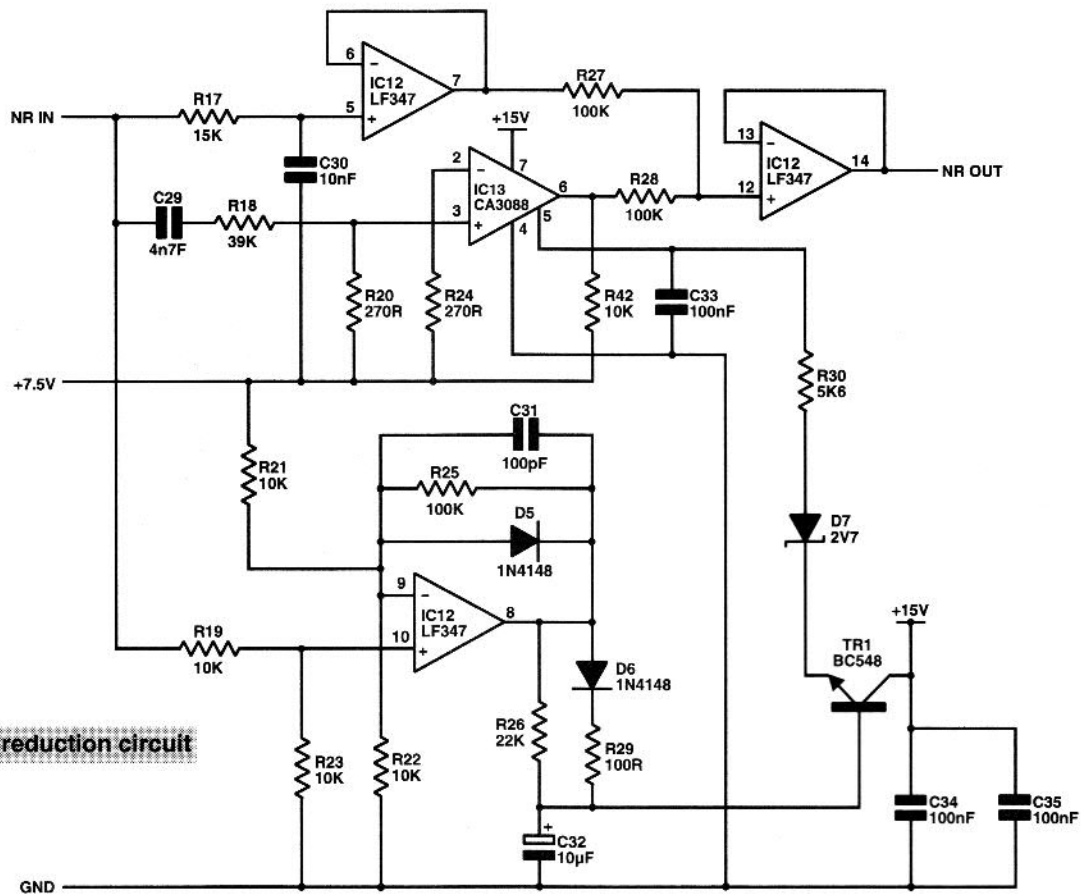 NR IN
R17
15K
6
5
7
IC12
LF347
R27
100K
C30
10nF
+15V
2
3
7
4
6
5
IC13
CA3088
R28
100K
13
12
14
IC12
LF347
NR OUT
C29
4n7F
R18
39K
R20
270R
R24
270R
R42
10K
C33
100nF
+7.5V
R30
5K6
R21
10K
C31
100pF
R25
100K
D5
1N4148
D7
2V7
9
10
8
IC12
LF347
R19
10K
+15V
TR1
BC548
D6
1N4148
R26
22K
R29
100R
reduction circuit
R23
10K
R22
10K
C34
100nF
C35
100nF
+
C32
10µF
GND